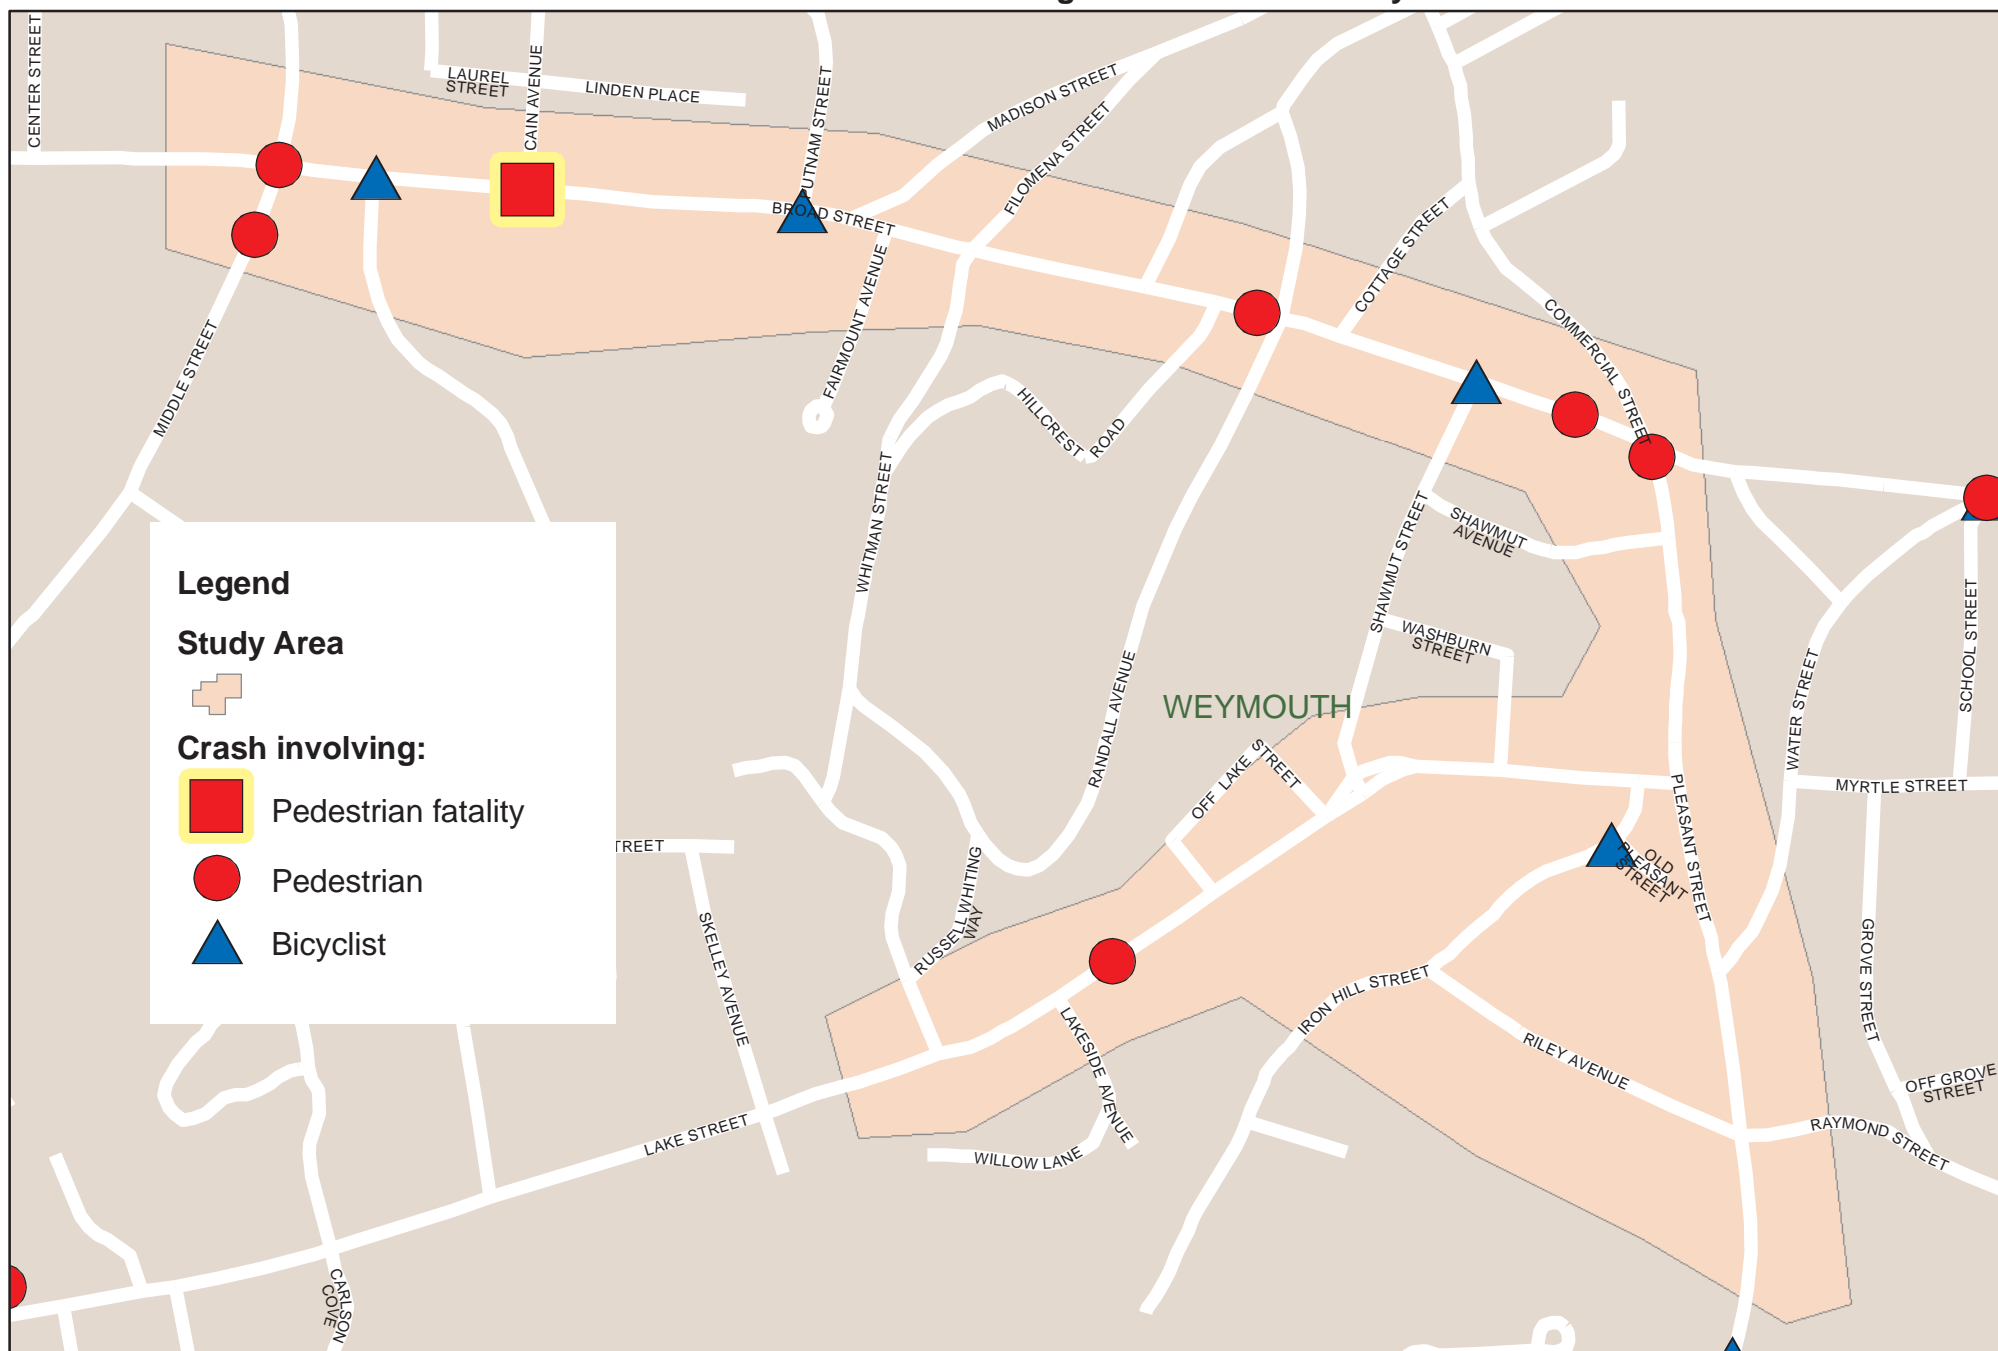 CENTER STREET
LAUREL
STREET
LINDEN PLACE
CAIN AVENUE
PUTNAM STREET
MADISON STREET
FILOMENA STREET
BROAD STREET
FAIRMOUNT AVENUE
MIDDLE STREET
COTTAGE STREET
COMMERCIAL STREET
HILLCREST ROAD
WHITMAN STREET
SHAWMUT STREET
SHAWMUT
AVENUE
WASHBURN
STREET
WEYMOUTH
RANDALL AVENUE
OFF LAKE STREET
PLEASANT STREET
OLD
PLEASANT
STREET
WATER STREET
SCHOOL STREET
MYRTLE STREET
GROVE STREET
OFF GROVE
STREET
RAYMOND STREET
RILEY AVENUE
IRON HILL STREET
LAKESIDE AVENUE
WILLOW LANE
RUSSELL WHITING
WAY
SKELLEY AVENUE
TREET
LAKE STREET
CARLSON
COVE
Legend
Study Area
Crash involving:
Pedestrian fatality
Pedestrian
Bicyclist